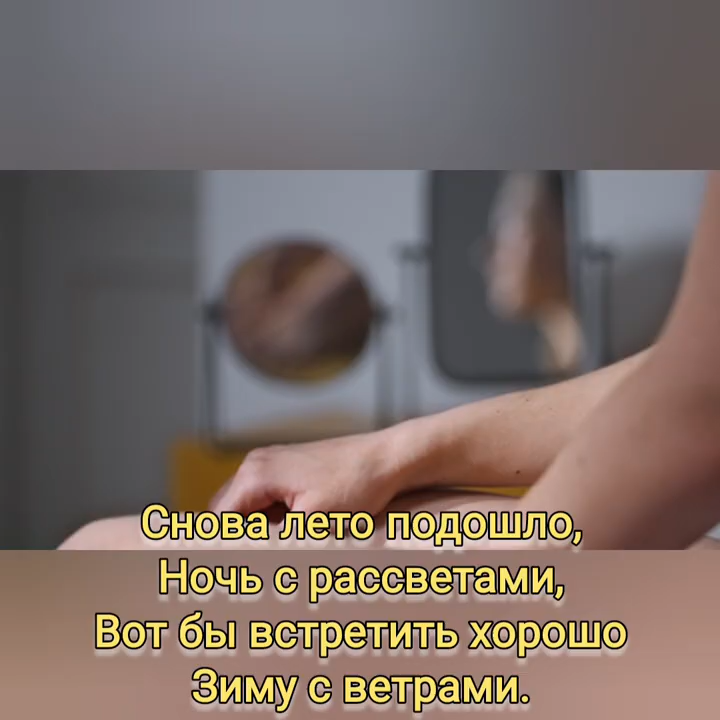 Снова лето подошло,
Ночь с рассветами,
Вот бы встретить хорошо
Зиму с ветрами.